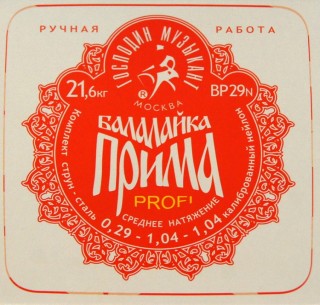 РУЧНАЯ РАБОТА
ГОСПОДИН МУЗЫКАНТ
®
МОСКВА
21,6кг
BP29N
БАЛАЛАЙКА
ПРИМА
PROFI
СРЕДНЕЕ НАТЯЖЕНИЕ
Комплект струн - сталь 0,29 - 1,04 - 1,04 калиброванный нейлон